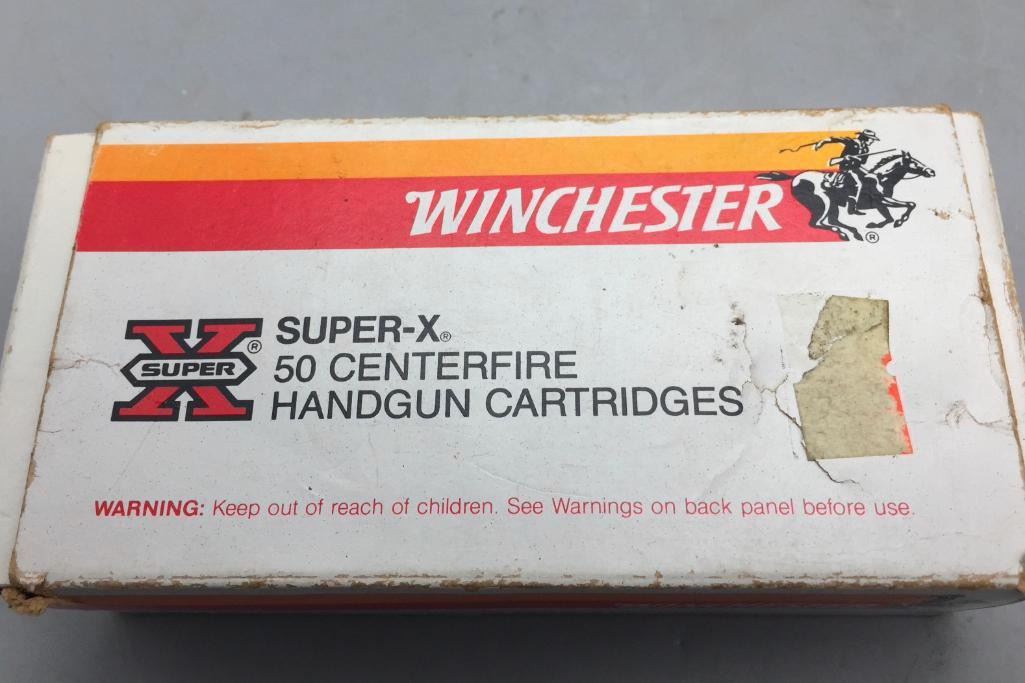 WINCHESTER
®
X SUPER ®
SUPER-X®
50 CENTERFIRE
HANDGUN CARTRIDGES
WARNING: Keep out of reach of children. See Warnings on back panel before use.